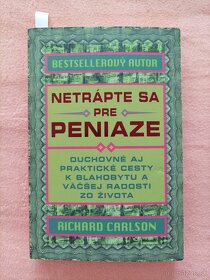 BESTSELLEROVÝ AUTOR
NETRÁPTE SA
PRE
PENIAZE
DUCHOVNÉ AJ
PRAKTICKÉ CESTY
K BLAHOBYTU A
VÄČŠEJ RADOSTI
ZO ŽIVOTA
RICHARD CARLSON